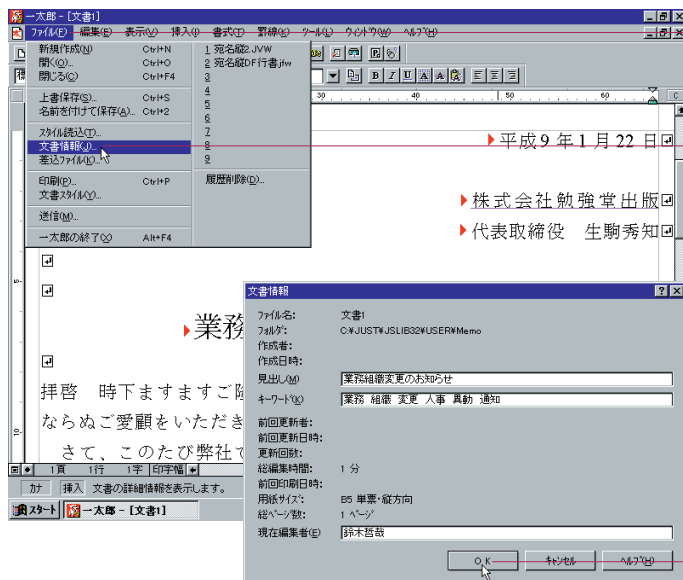 一太郎 - [文書1]
ファイル(F) 編集(E) 表示(V) 挿入(I) 書式(T) 罫線(K) ツール(L) ウィンドウ(W) ヘルプ(H)
新規作成(N) Ctrl+N
開く(O)... Ctrl+O
閉じる(C) Ctrl+F4
上書保存(S)... Ctrl+S
名前を付けて保存(A)... Ctrl+2
スタイル読込(T)...
文書情報(J)...
差込ファイル(K)...
印刷(P)... Ctrl+P
文書スタイル(Y)...
送信(M)...
一太郎の終了(X) Alt+F4
1 宛名縦2.JVW
2 宛名縦DF行書.jfw
3
4
5
6
7
8
9
履歴削除(D)...
B I U A A
30 50 60
平成9年1月22日
株式会社勉強堂出版
代表取締役 生駒秀知
業務
拝啓 時下ますますご隆
ならぬご愛顧をいただき
さて、このたび弊社で
1頁 1行 1字 印字幅
カナ 挿入 文書の詳細情報を表示します。
スタート 一太郎 - [文書1]
文書情報
ファイル名: 文書1
フォルダ: C:¥JUST¥JSLIB32¥USER¥Memo
作成者:
作成日時:
見出し(M) 業務組織変更のお知らせ
キーワード(K) 業務 組織 変更 人事 異動 通知
前回更新者:
前回更新日時:
更新回数:
総編集時間: 1 分
前回印刷日時:
用紙サイズ: B5 単票・縦方向
総ページ数: 1 ページ
現在編集者(E) 鈴木哲哉
OK キャンセル ヘルプ(H)